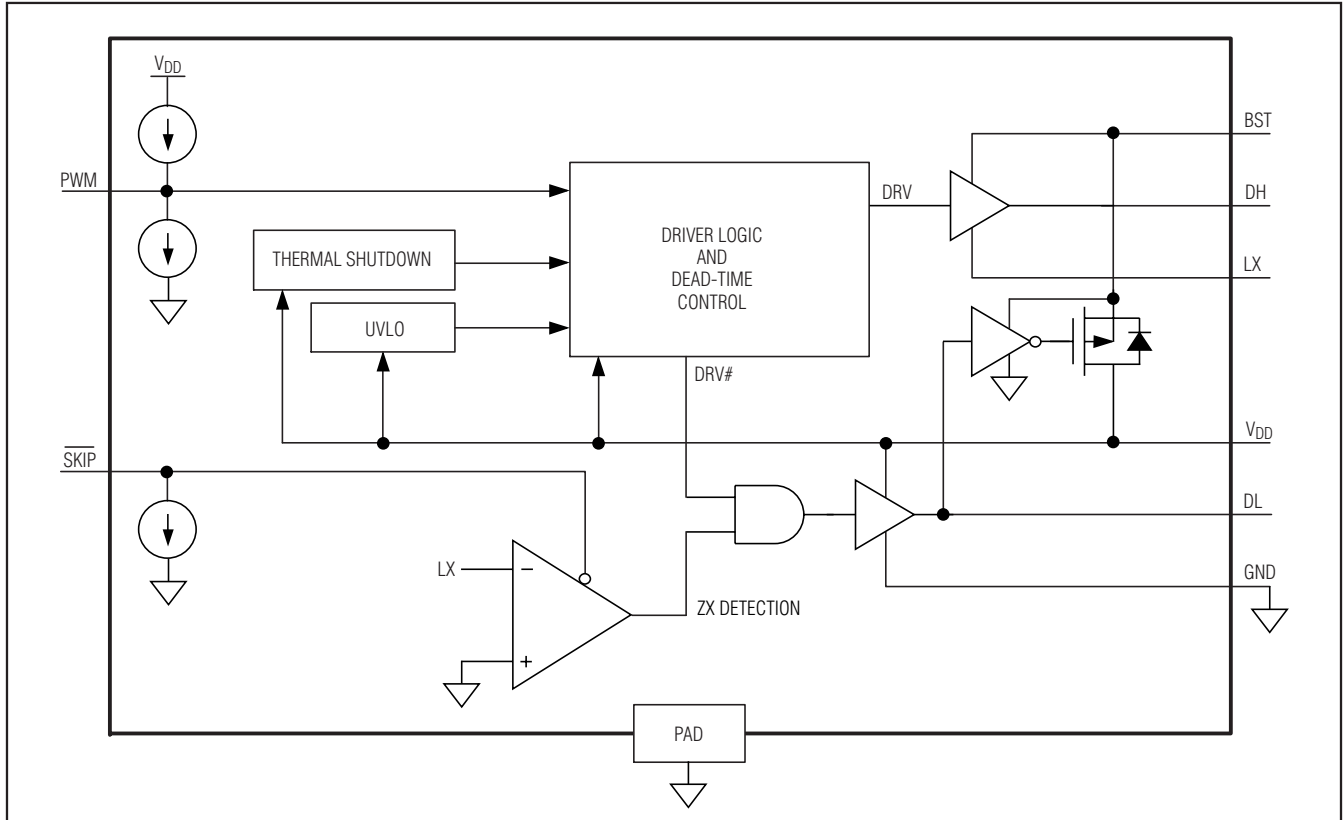 VDD
BST
PWM
DRV
DH
DRIVER LOGIC
AND
DEAD-TIME
CONTROL
THERMAL SHUTDOWN
LX
UVLO
DRV#
VDD
SKIP
DL
LX
−
GND
ZX DETECTION
+
PAD